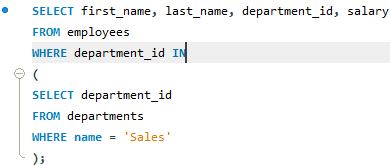 SELECT first_name, last_name, department_id, salary
FROM employees
WHERE department_id IN
(
SELECT department_id
FROM departments
WHERE name = 'Sales'
);